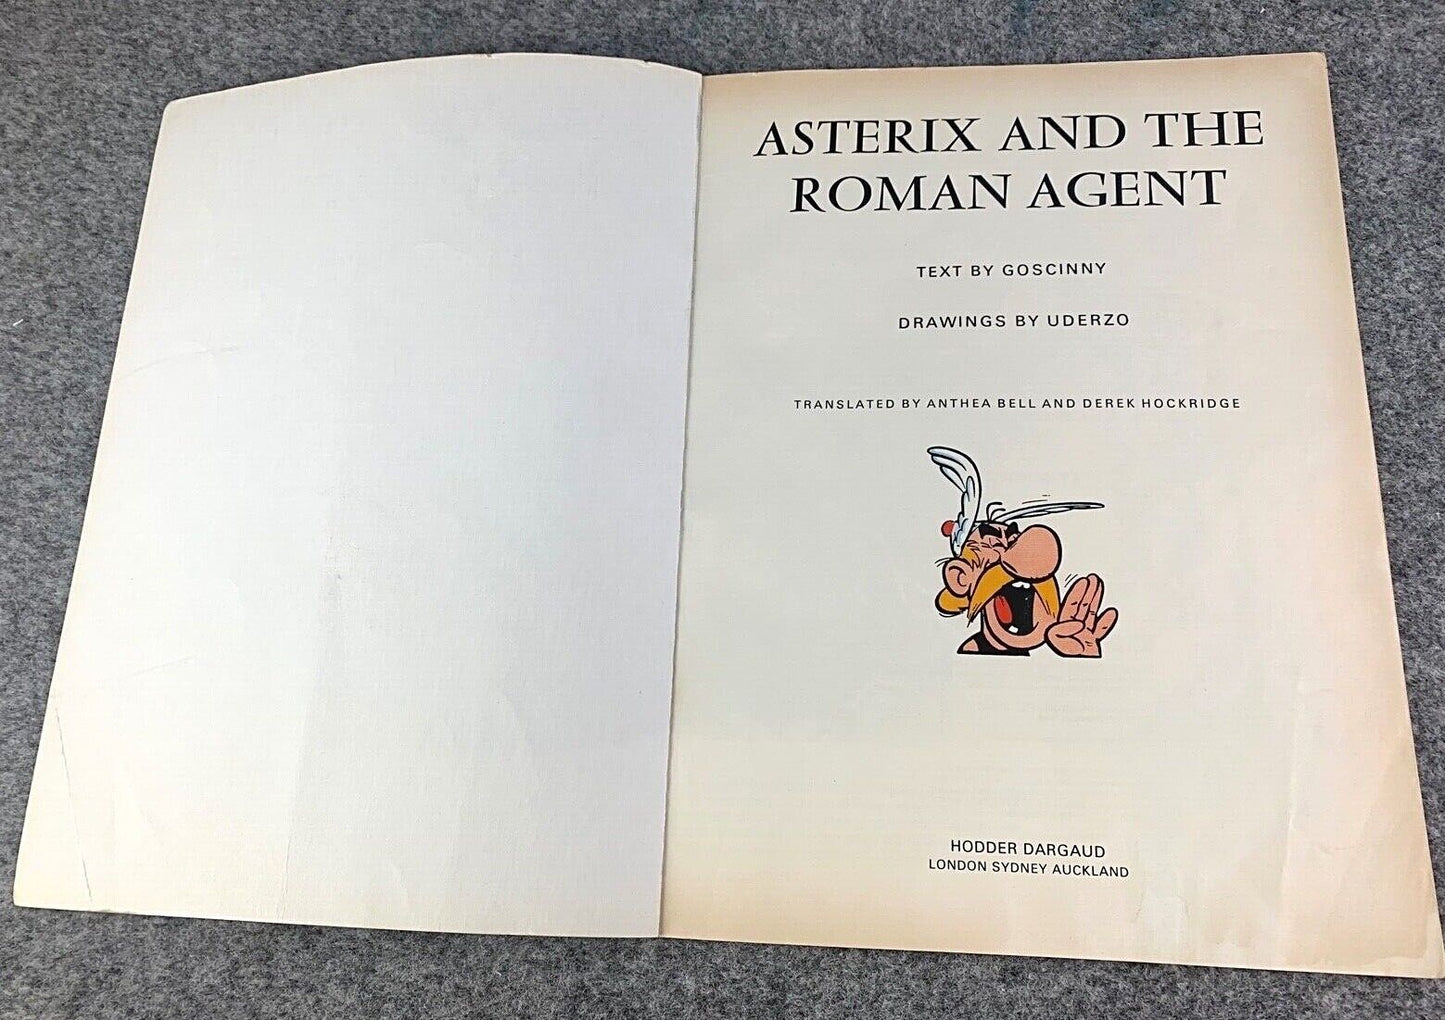 ASTERIX AND THE
ROMAN AGENT
TEXT BY GOSCINNY
DRAWINGS BY UDERZO
TRANSLATED BY ANTHEA BELL AND DEREK HOCKRIDGE
HODDER DARGAUD
LONDON SYDNEY AUCKLAND